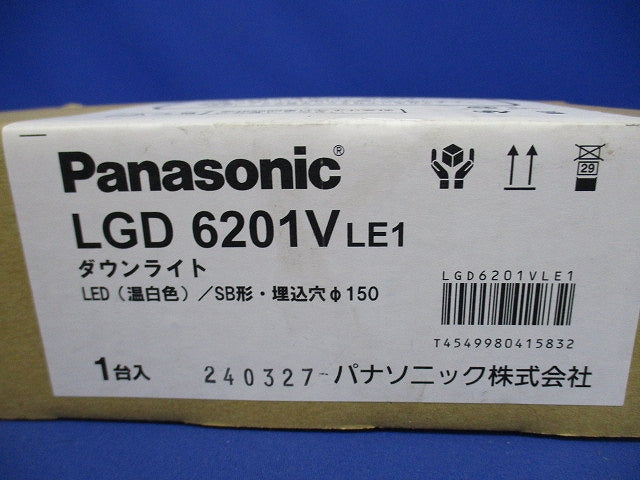 Panasonic®
LGD 6201V LE1
ダウンライト
LED（温白色）／SB形・埋込穴φ150
29
LGD6201VLE1
T4549980415832
1台入
240327
パナソニック株式会社